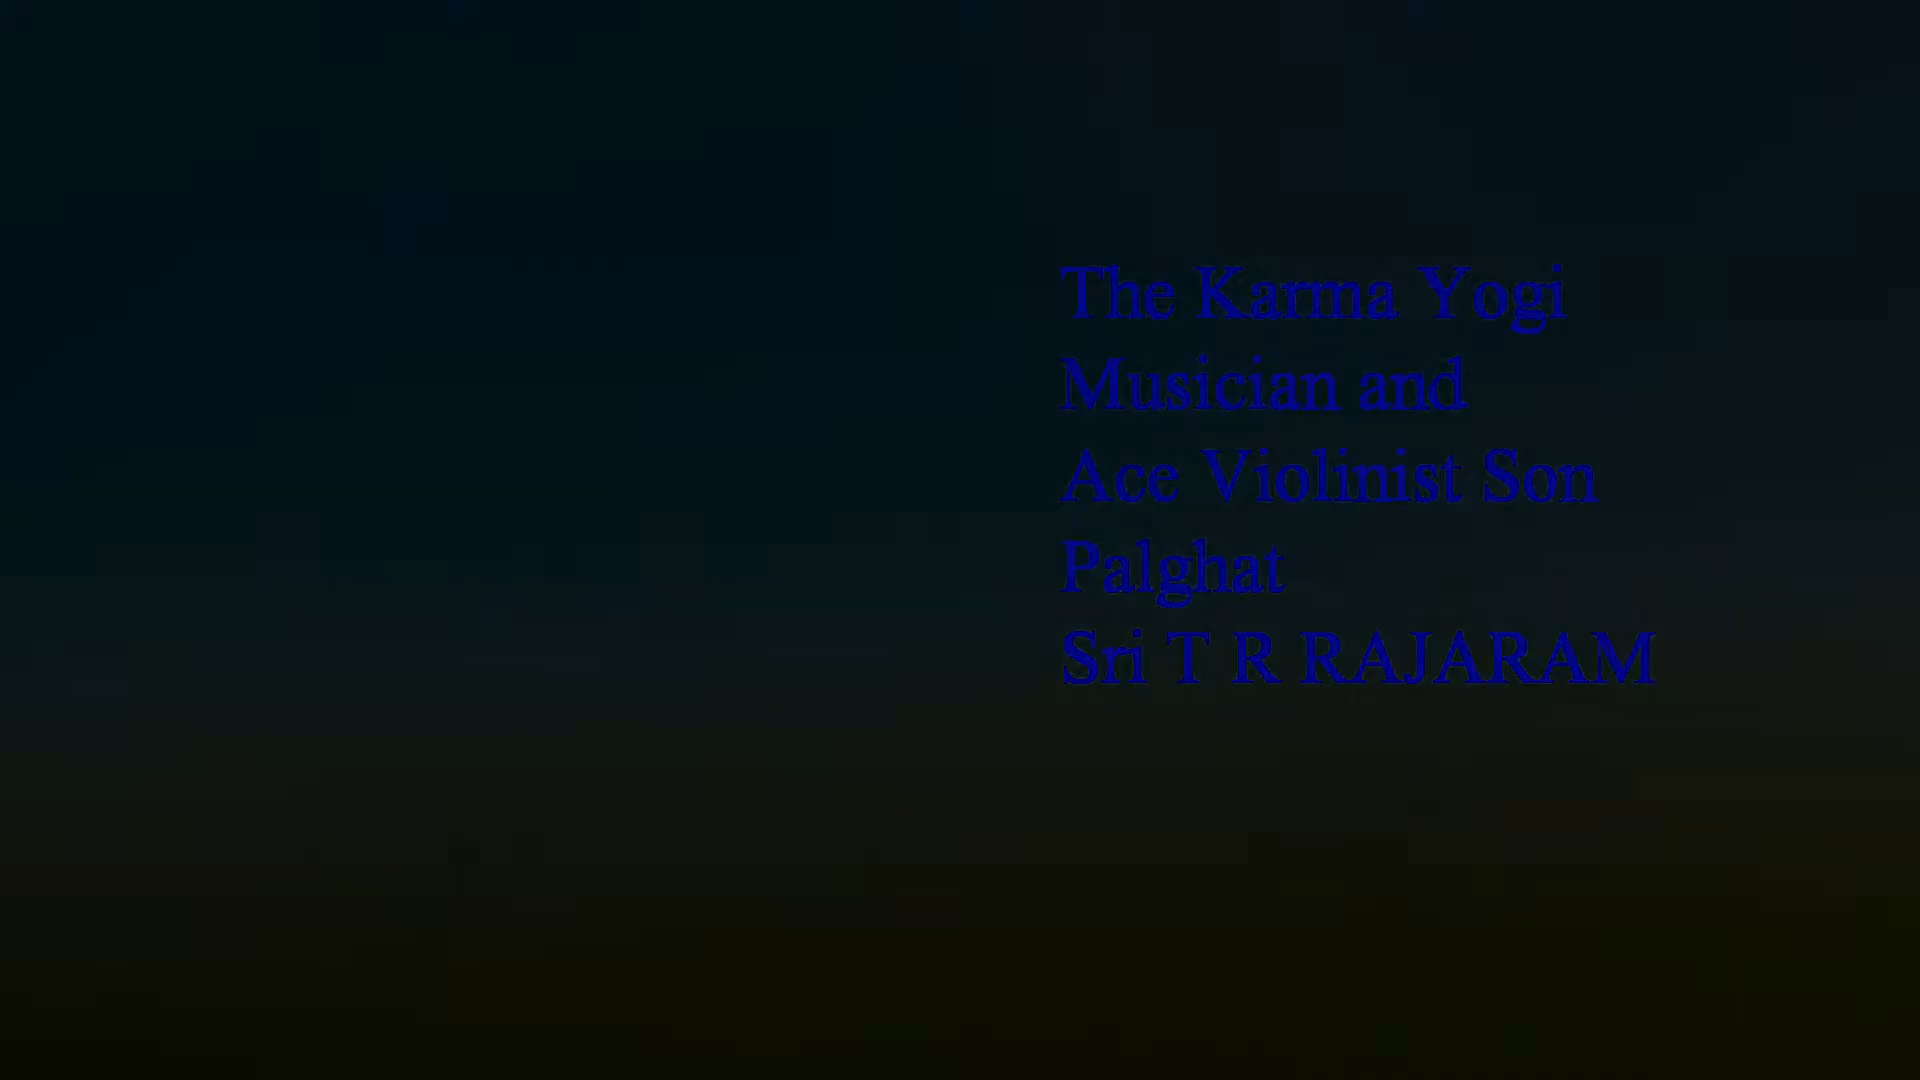 The Karma Yogi
Musician and
Ace Violinist Son
Palghat
Sri T R RAJARAM